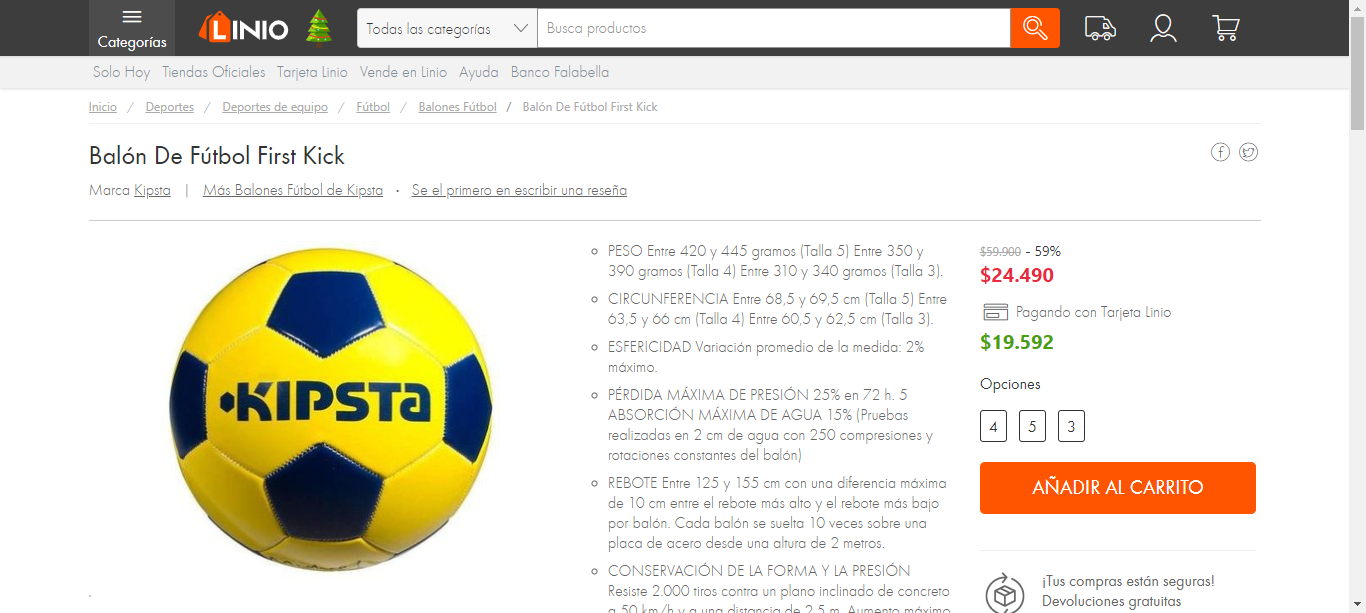 Categorías
LINIO
Todas las categorías
Busca productos
Solo Hoy Tiendas Oficiales Tarjeta Linio Vende en Linio Ayuda Banco Falabella
Inicio / Deportes / Deportes de equipo / Fútbol / Balones Fútbol / Balón De Fútbol First Kick
Balón De Fútbol First Kick
Marca Kipsta | Más Balones Fútbol de Kipsta · Se el primero en escribir una reseña
KIPSTA
PESO Entre 420 y 445 gramos (Talla 5) Entre 350 y
390 gramos (Talla 4) Entre 310 y 340 gramos (Talla 3).
CIRCUNFERENCIA Entre 68,5 y 69,5 cm (Talla 5) Entre
63,5 y 66 cm (Talla 4) Entre 60,5 y 62,5 cm (Talla 3).
ESFERICIDAD Variación promedio de la medida: 2%
máximo.
PÉRDIDA MÁXIMA DE PRESIÓN 25% en 72 h. 5
ABSORCIÓN MÁXIMA DE AGUA 15% (Pruebas
realizadas en 2 cm de agua con 250 compresiones y
rotaciones constantes del balón)
REBOTE Entre 125 y 155 cm con una diferencia máxima
de 10 cm entre el rebote más alto y el rebote más bajo
por balón. Cada balón se suelta 10 veces sobre una
placa de acero desde una altura de 2 metros.
CONSERVACIÓN DE LA FORMA Y LA PRESIÓN
Resiste 2.000 tiros contra un plano inclinado de concreto
a 50 km/h y a una distancia de 2,5 m. Aumento máximo
$59.900 - 59%
$24.490
Pagando con Tarjeta Linio
$19.592
Opciones
4 5 3
AÑADIR AL CARRITO
¡Tus compras están seguras!
Devoluciones gratuitas